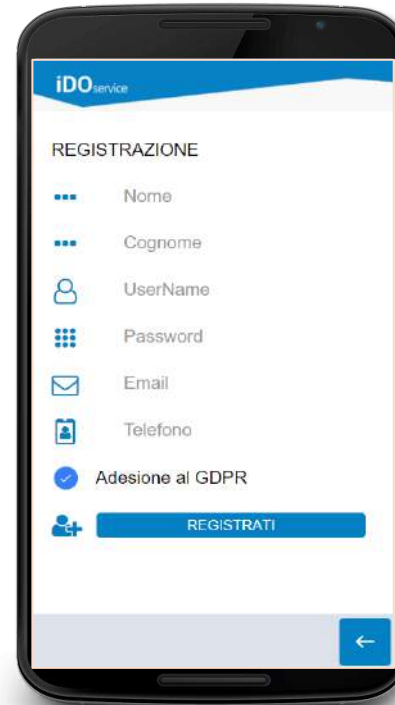 iDOservice
REGISTRAZIONE
Nome
Cognome
UserName
Password
Email
Telefono
Adesione al GDPR
REGISTRATI